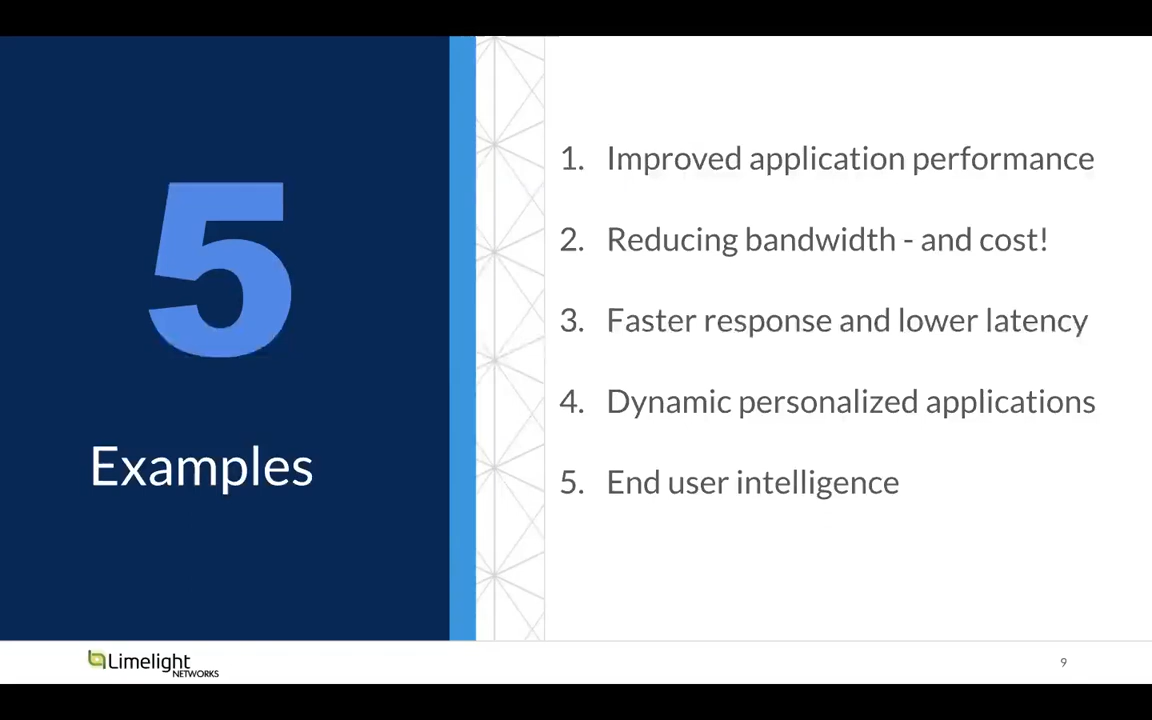 5
Examples
1. Improved application performance
2. Reducing bandwidth - and cost!
3. Faster response and lower latency
4. Dynamic personalized applications
5. End user intelligence
Limelight
NETWORKS
9